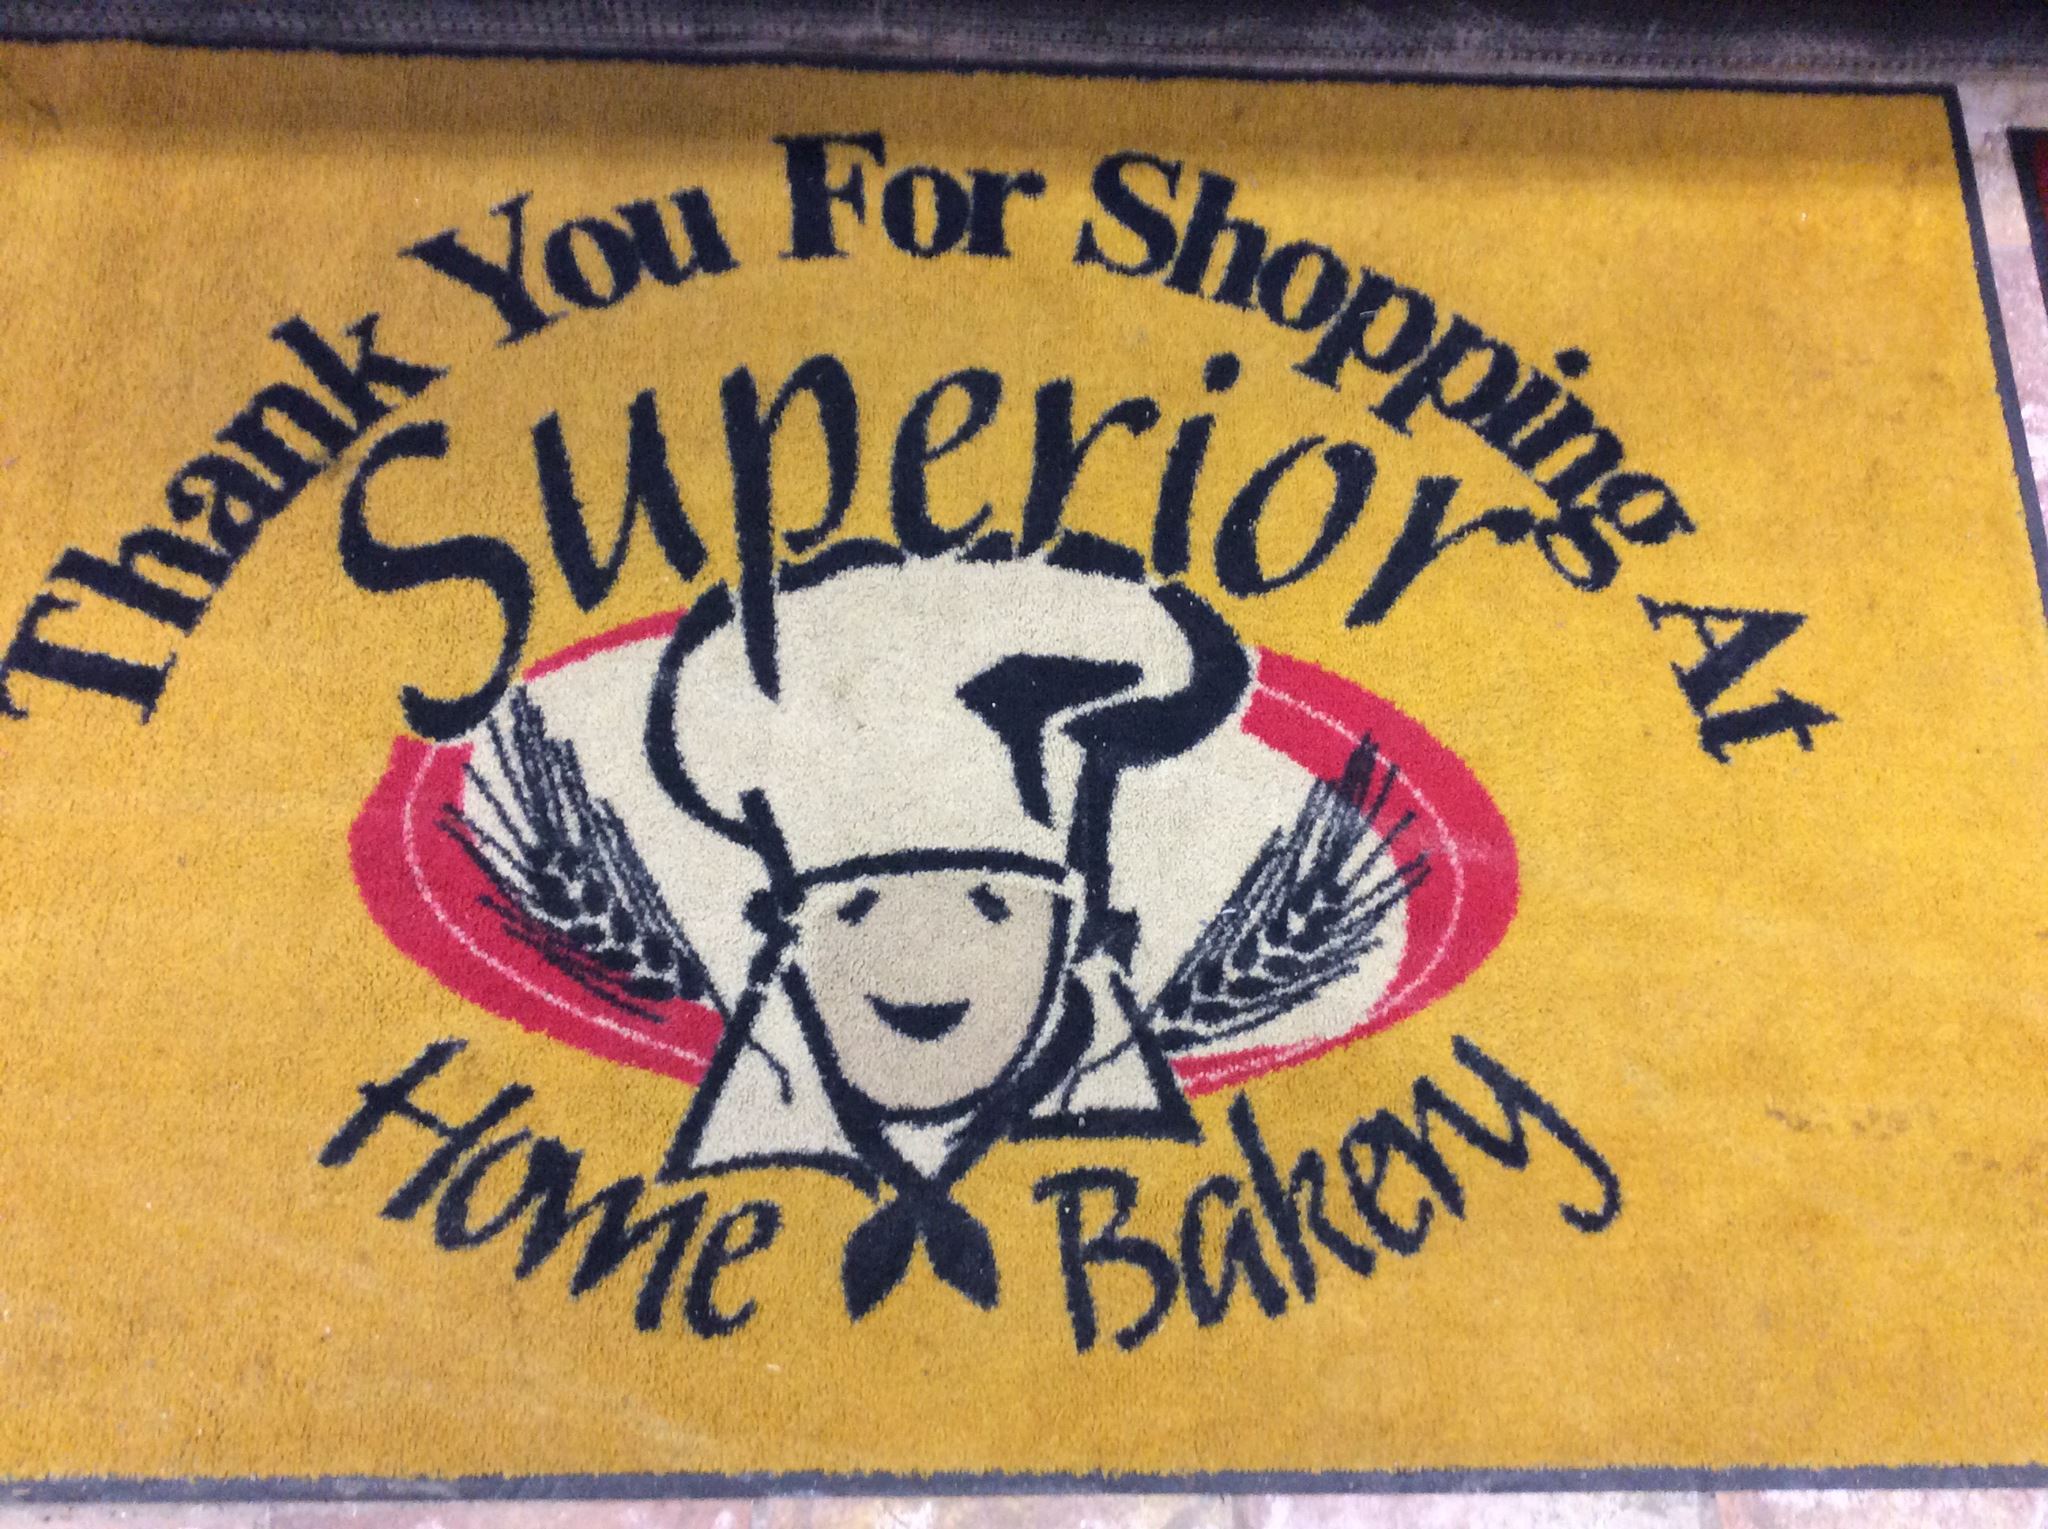 Thank You For Shopping At
Superior
Home Bakery